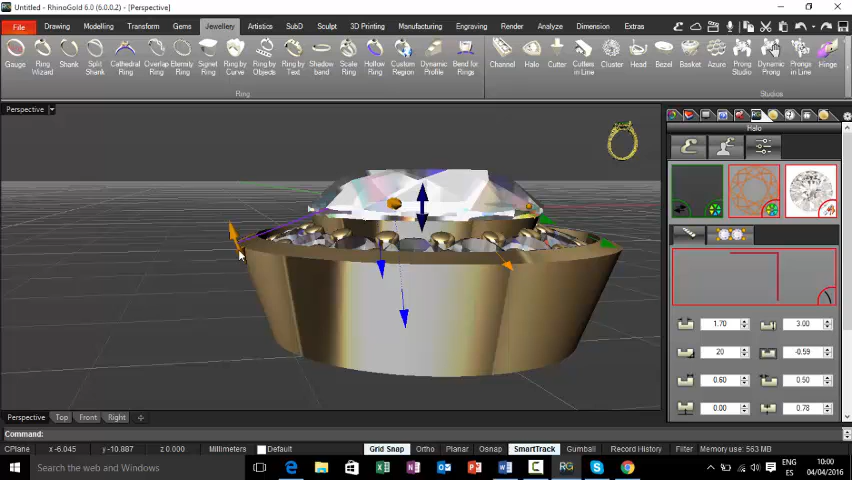 Untitled - RhinoGold 6.0 (6.0.0.2) - [Perspective]
File Drawing Modelling Transform Gems Jewellery Artistics SubD Sculpt 3D Printing Manufacturing Rendering Render Analyze Dimension Extras
Gauge Ring Wizard Shank Split Shank Cathedral Ring Overlap Ring Eternity Ring Signet Ring Ring by Curve Ring by Objects Ring by Text Shadow band Scale Ring Hollow Ring Custom Region Dynamic Profile Bend for Rings Channel Halo Cutter Cutters in Line Cluster Head Bezel Basket Azure Prong Studio Dynamic Prong Prongs in Line Hinge
Ring Studios
Perspective
Halo
1.70 3.00
20 -0.59
0.60 0.50
0.00 0.78
Perspective Top Front Right
Command:
CPlane x -6.045 y -10.887 z 0.000 Millimeters Default Grid Snap Ortho Planar Osnap SmartTrack Gumball Record History Filter Memory use: 563 MB
Search the web and Windows
RG
ENG 10:00
ES 04/04/2016